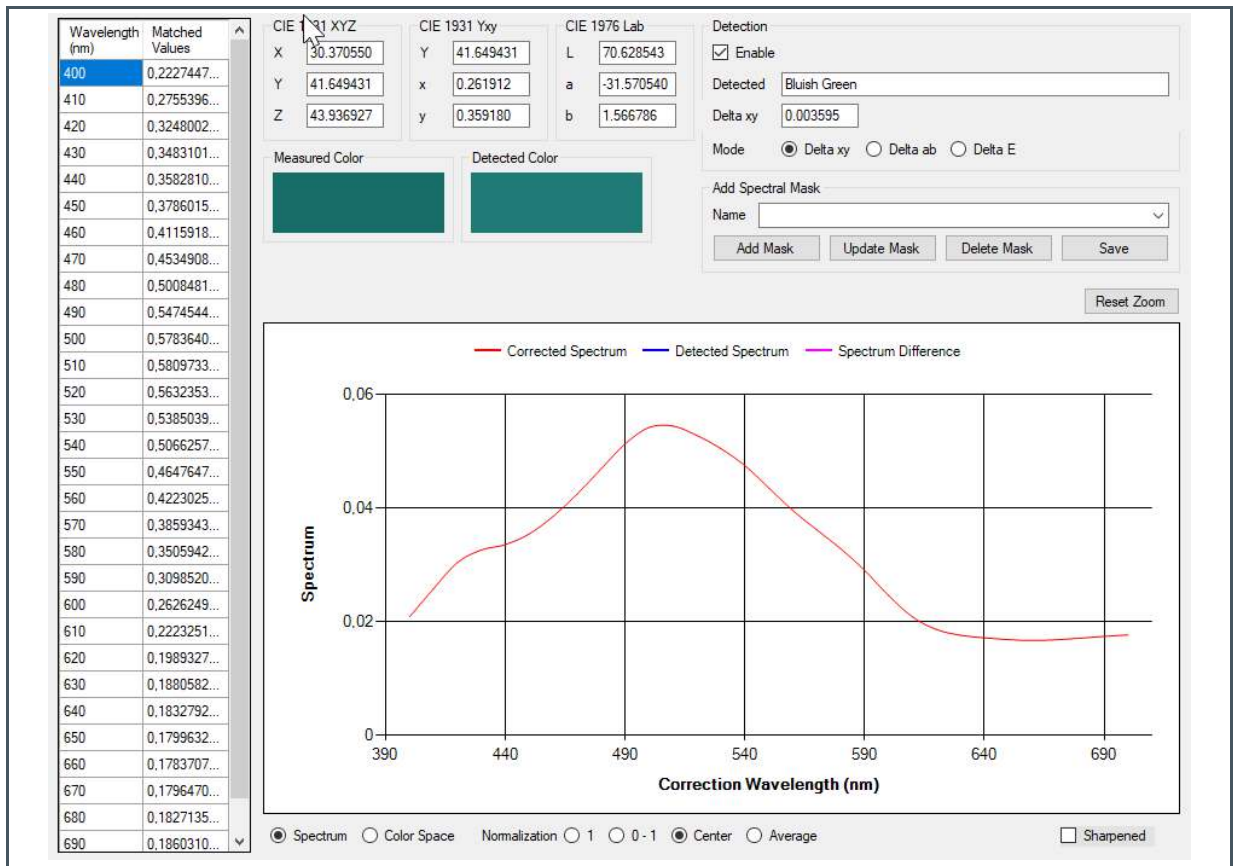 Wavelength (nm) Matched Values
400 0,2227447...
410 0,2755396...
420 0,3248002...
430 0,3483101...
440 0,3582810...
450 0,3786015...
460 0,4115918...
470 0,4534908...
480 0,5008481...
490 0,5474544...
500 0,5783640...
510 0,5809733...
520 0,5632353...
530 0,5385039...
540 0,5066257...
550 0,4647647...
560 0,4223025...
570 0,3859343...
580 0,3505942...
590 0,3098520...
600 0,2626249...
610 0,2223251...
620 0,1989327...
630 0,1880582...
640 0,1832792...
650 0,1799632...
660 0,1783707...
670 0,1796470...
680 0,1827135...
690 0,1860310...
CIE 1931 XYZ
X 30.370550
Y 41.649431
Z 43.936927
CIE 1931 Yxy
Y 41.649431
x 0.261912
y 0.359180
CIE 1976 Lab
L 70.628543
a -31.570540
b 1.566786
Detection
Enable
Detected Bluish Green
Delta xy 0.003595
Mode Delta xy Delta ab Delta E
Measured Color
Detected Color
Add Spectral Mask
Name
Add Mask Update Mask Delete Mask Save
Reset Zoom
Corrected Spectrum Detected Spectrum Spectrum Difference
0,06
0,04
0,02
0
Spectrum
390 440 490 540 590 640 690
Correction Wavelength (nm)
Spectrum Color Space Normalization 1 0 - 1 Center Average Sharpened